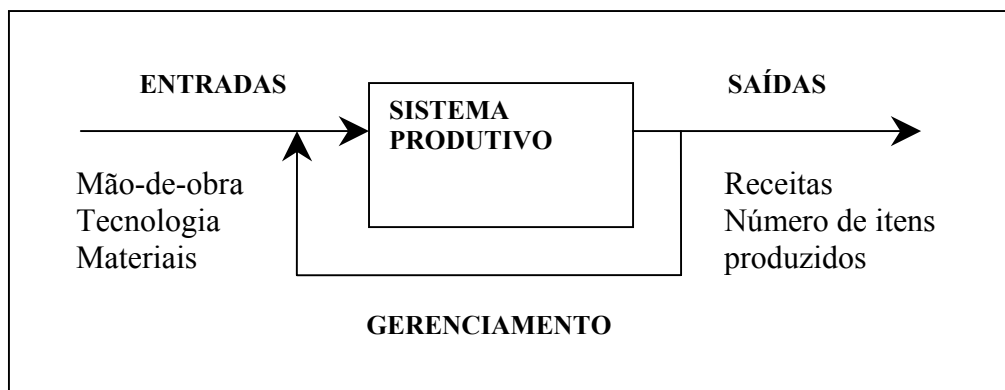 ENTRADAS
SISTEMA
PRODUTIVO
SAÍDAS
Mão-de-obra
Tecnologia
Materiais
Receitas
Número de itens
produzidos
GERENCIAMENTO